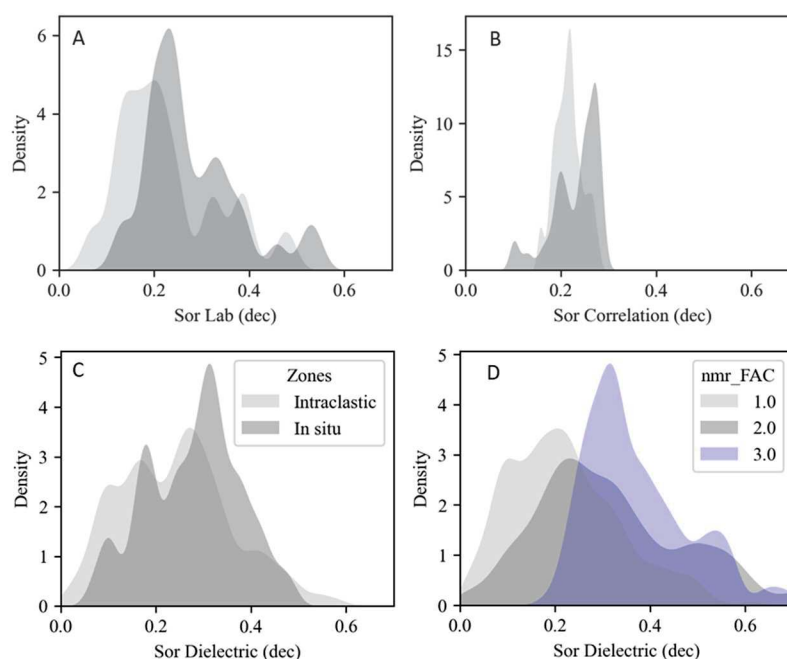 A
6
4
2
0
Density
0.0 0.2 0.4 0.6
Sor Lab (dec)
B
15
10
5
0
Density
0.0 0.2 0.4 0.6
Sor Correlation (dec)
C
5
4
3
2
1
0
Density
Zones
Intraclastic
In situ
0.0 0.2 0.4 0.6
Sor Dielectric (dec)
D
5
4
3
2
1
0
Density
nmr_FAC
1.0
2.0
3.0
0.0 0.2 0.4 0.6
Sor Dielectric (dec)